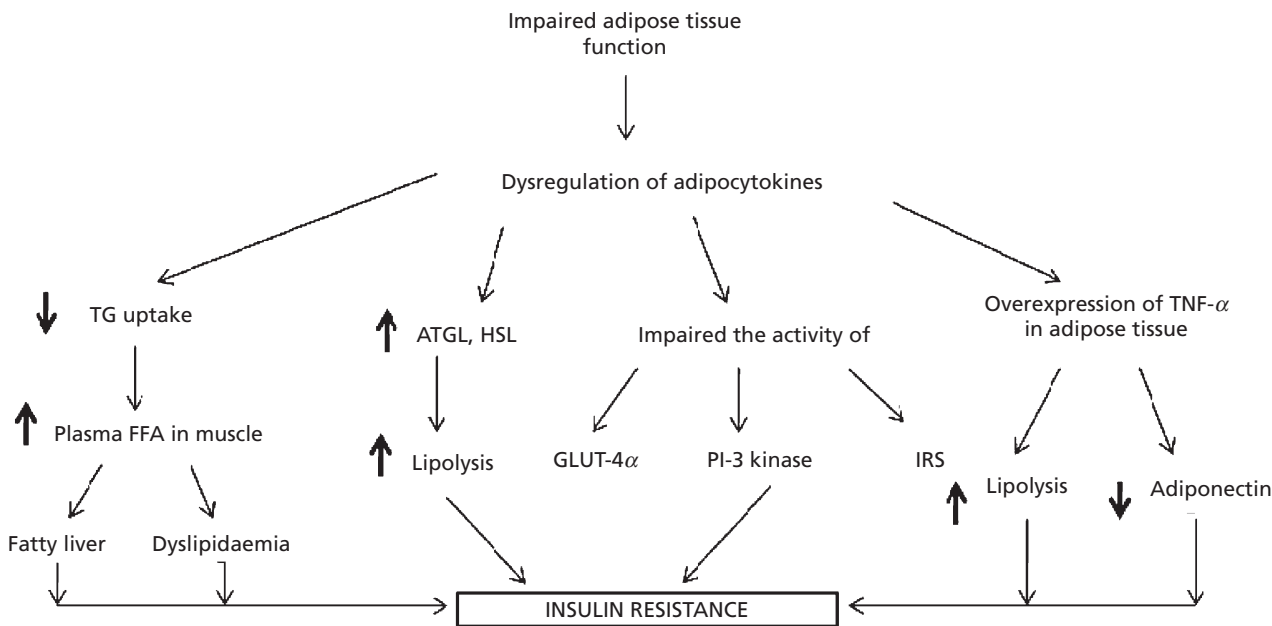 Impaired adipose tissue
function
Dysregulation of adipocytokines
TG uptake
ATGL, HSL
Impaired the activity of
Overexpression of TNF-α
in adipose tissue
Plasma FFA in muscle
Lipolysis
GLUT-4α
PI-3 kinase
IRS
Lipolysis
Adiponectin
Fatty liver
Dyslipidaemia
INSULIN RESISTANCE